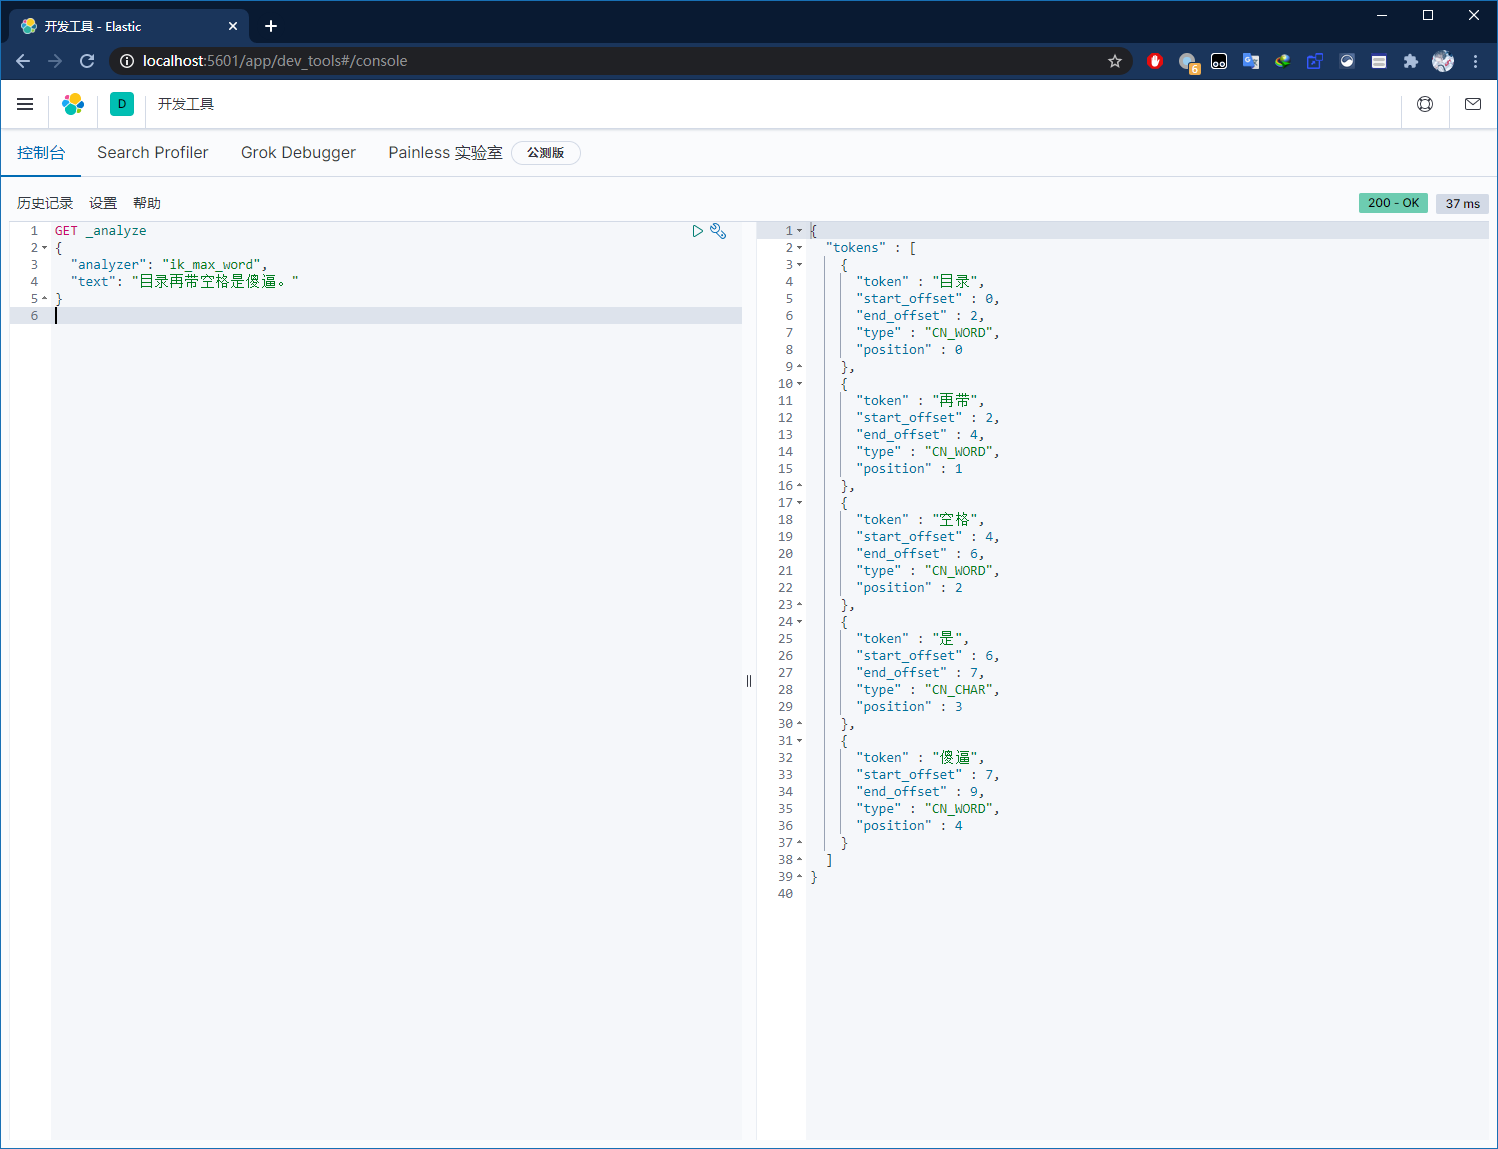 开发工具 - Elastic
localhost:5601/app/dev_tools#/console
6
D
开发工具
控制台
Search Profiler
Grok Debugger
Painless 实验室
公测版
历史记录
设置
帮助
200 - OK
37 ms
1 GET _analyze
2 {
3 "analyzer": "ik_max_word",
4 "text": "目录再带空格是傻逼。"
5 }
6
1 {
2 "tokens" : [
3 {
4 "token" : "目录",
5 "start_offset" : 0,
6 "end_offset" : 2,
7 "type" : "CN_WORD",
8 "position" : 0
9 },
10 {
11 "token" : "再带",
12 "start_offset" : 2,
13 "end_offset" : 4,
14 "type" : "CN_WORD",
15 "position" : 1
16 },
17 {
18 "token" : "空格",
19 "start_offset" : 4,
20 "end_offset" : 6,
21 "type" : "CN_WORD",
22 "position" : 2
23 },
24 {
25 "token" : "是",
26 "start_offset" : 6,
27 "end_offset" : 7,
28 "type" : "CN_CHAR",
29 "position" : 3
30 },
31 {
32 "token" : "傻逼",
33 "start_offset" : 7,
34 "end_offset" : 9,
35 "type" : "CN_WORD",
36 "position" : 4
37 }
38 ]
39 }
40